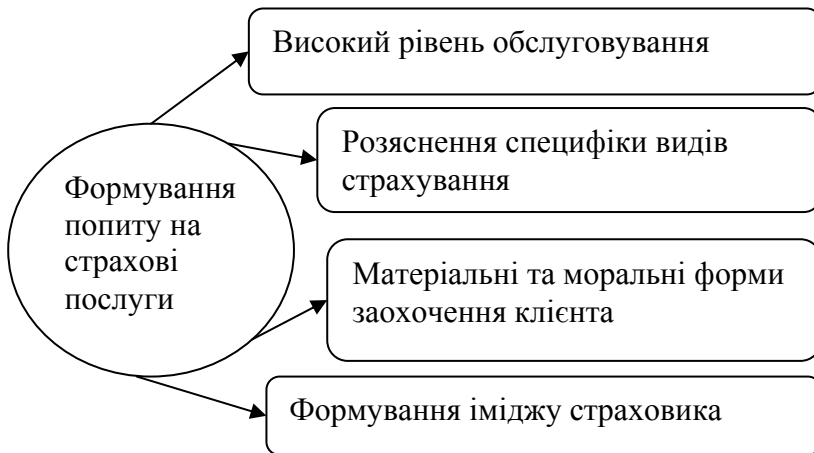 Високий рівень обслуговування
Розяснення специфіки видів
страхування
Формування
попиту на
страхові
послуги
Матеріальні та моральні форми
заохочення клієнта
Формування іміджу страховика